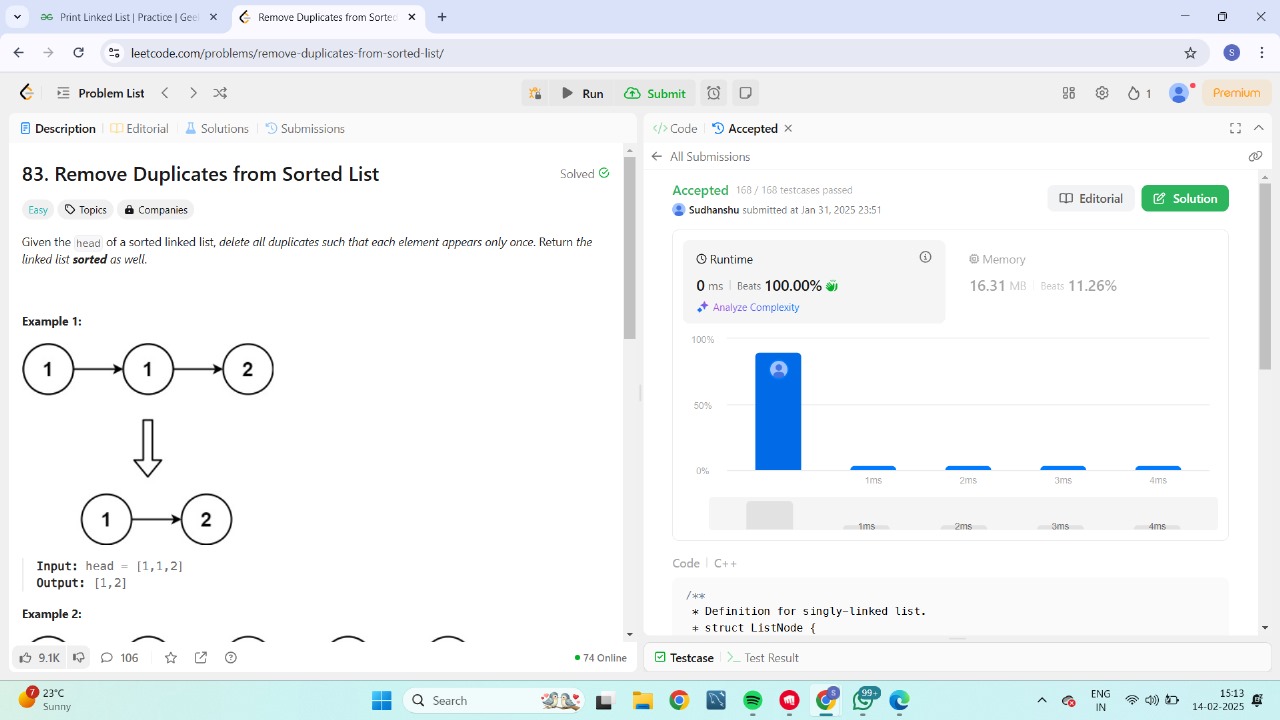 Print Linked List | Practice | Geel
Remove Duplicates from Sorted
leetcode.com/problems/remove-duplicates-from-sorted-list/
S
Problem List
Run
Submit
1
Premium
Description
Editorial
Solutions
Submissions
83. Remove Duplicates from Sorted List
Solved
Easy
Topics
Companies
Given the head of a sorted linked list, delete all duplicates such that each element appears only once. Return the
linked list sorted as well.
Example 1:
1 1 2
1 2
Input: head = [1,1,2]
Output: [1,2]
Example 2:
9.1K
106
74 Online
</> Code
Accepted
All Submissions
Accepted 168 / 168 testcases passed
Sudhanshu submitted at Jan 31, 2025 23:51
Editorial
Solution
Runtime
0 ms | Beats 100.00%
Analyze Complexity
Memory
16.31 MB | Beats 11.26%
100%
50%
0%
1ms 2ms 3ms 4ms
1ms 2ms 3ms 4ms
Code | C++
/**
* Definition for singly-linked list.
* struct ListNode {
Testcase
Test Result
7
23°C
Sunny
Search
S
99+
ENG
IN
15:13
14-02-2025